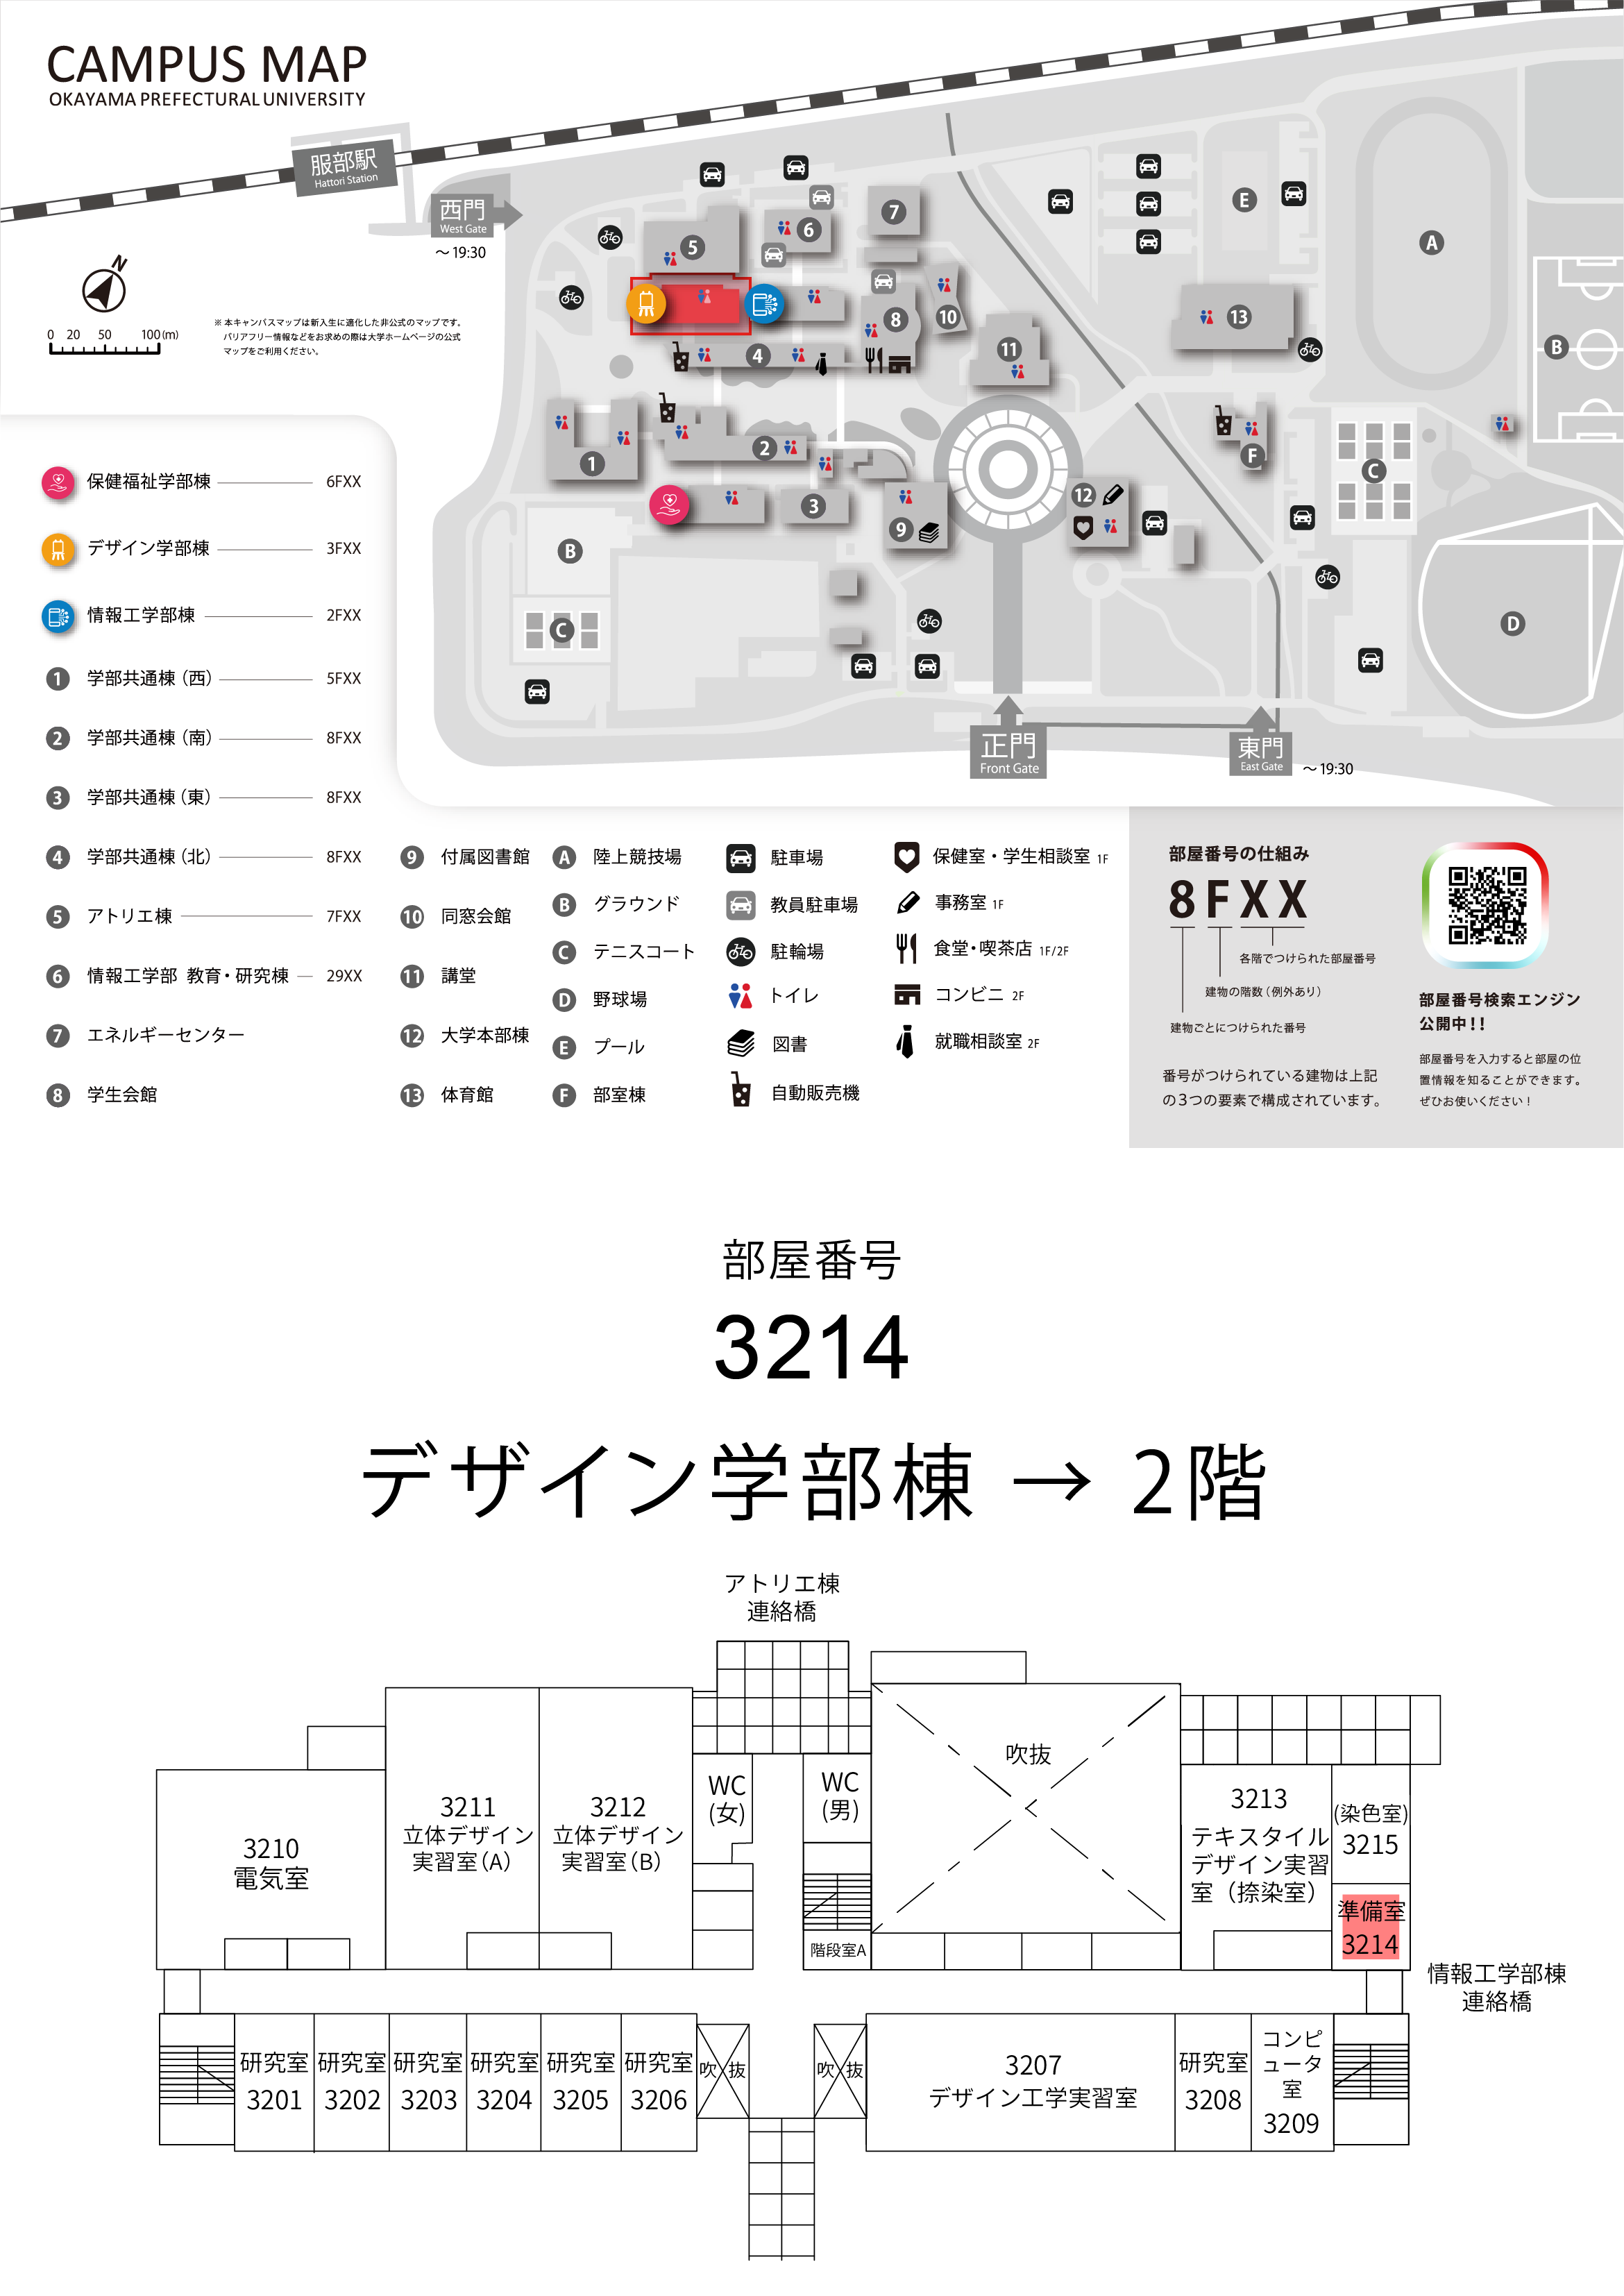 CAMPUS MAP
OKAYAMA PREFECTURAL UNIVERSITY
服部駅
Hattori Station
西門
West Gate
～19:30
N
0 20 50 100(m)
※ 本キャンパスマップは新入生に適化した非公式のマップです。
バリアフリー情報などをお求めの際は大学ホームページの公式
マップをご利用ください。
7
6
5
E
A
8
10
13
11
4
B
2
F
1
C
3
12
9
B
C
D
正門
Front Gate
東門
East Gate
～19:30
保健福祉学部棟 6FXX
デザイン学部棟 3FXX
情報工学部棟 2FXX
1 学部共通棟（西） 5FXX
2 学部共通棟（南） 8FXX
3 学部共通棟（東） 8FXX
4 学部共通棟（北） 8FXX
5 アトリエ棟 7FXX
6 情報工学部 教育・研究棟 29XX
7 エネルギーセンター
8 学生会館
9 付属図書館
10 同窓会館
11 講堂
12 大学本部棟
13 体育館
A 陸上競技場
B グラウンド
C テニスコート
D 野球場
E プール
F 部室棟
駐車場
教員駐車場
駐輪場
トイレ
図書
自動販売機
保健室・学生相談室 1F
事務室 1F
食堂・喫茶店 1F/2F
コンビニ 2F
就職相談室 2F
部屋番号の仕組み
8FXX
各階でつけられた部屋番号
建物の階数（例外あり）
建物ごとにつけられた番号
番号がつけられている建物は上記
の３つの要素で構成されています。
部屋番号検索エンジン
公開中!!
部屋番号を入力すると部屋の位
置情報を知ることができます。
ぜひお使いください！
部屋番号
3214
デザイン学部棟 → 2階
アトリエ棟
連絡橋
吹抜
WC
(女)
WC
(男)
3210
電気室
3211
立体デザイン
実習室（A）
3212
立体デザイン
実習室（B）
3213
テキスタイル
デザイン実習
室（捺染室）
(染色室)
3215
準備室
3214
階段室A
情報工学部棟
連絡橋
研究室
3201
研究室
3202
研究室
3203
研究室
3204
研究室
3205
研究室
3206
吹抜
吹抜
3207
デザイン工学実習室
研究室
3208
コンピ
ュータ
室
3209